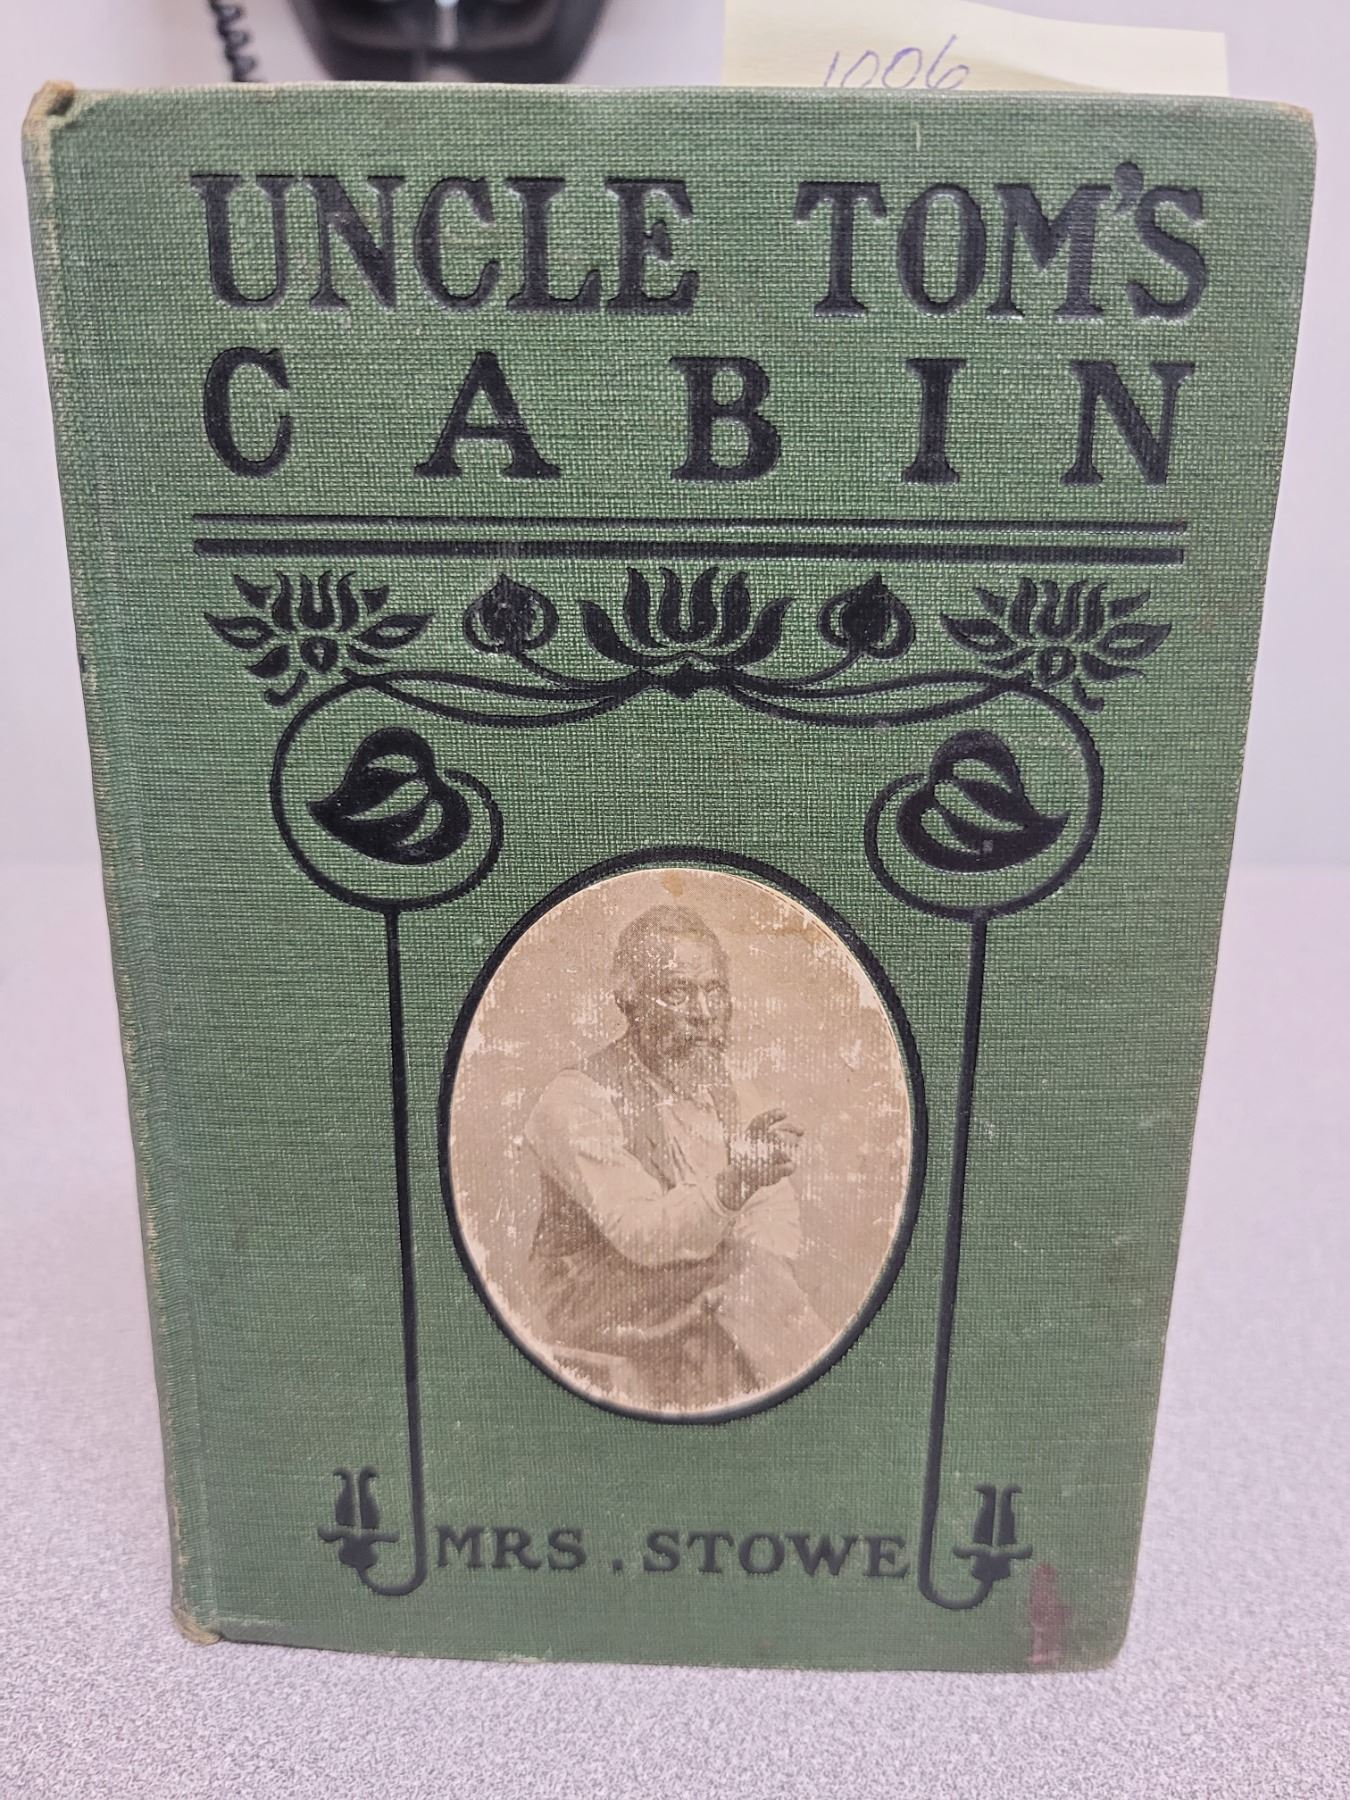 1006
UNCLE TOM'S
CABIN
MRS. STOWE